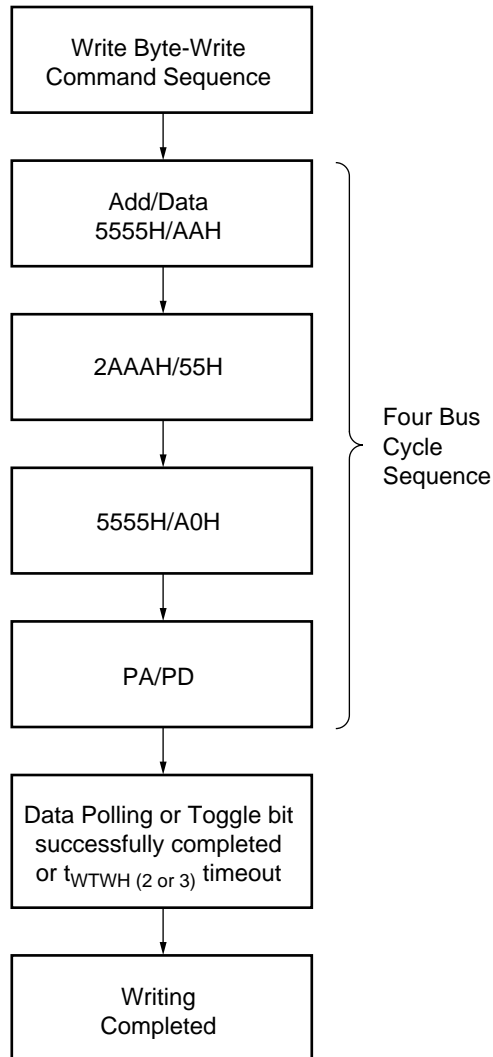 Write Byte-Write
Command Sequence
Add/Data
5555H/AAH
2AAAH/55H
5555H/A0H
PA/PD
Four Bus
Cycle
Sequence
Data Polling or Toggle bit
successfully completed
or tWTWH (2 or 3) timeout
Writing
Completed